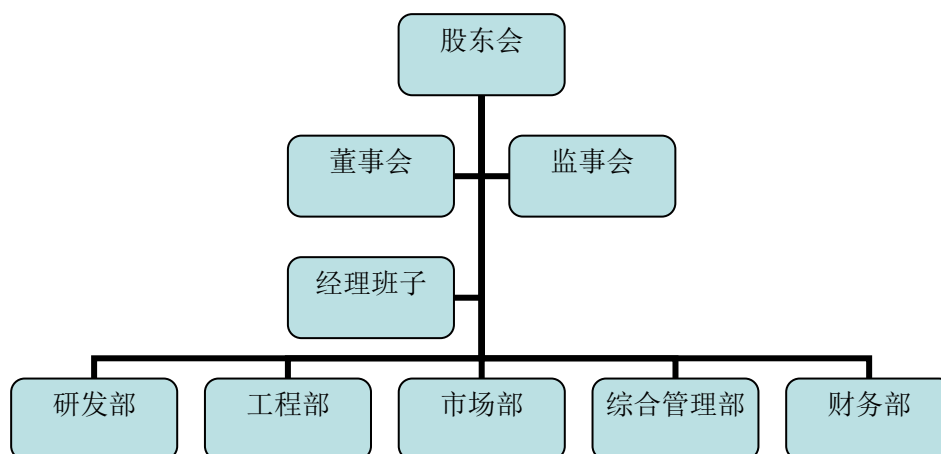 股东会
董事会
监事会
经理班子
研发部
工程部
市场部
综合管理部
财务部